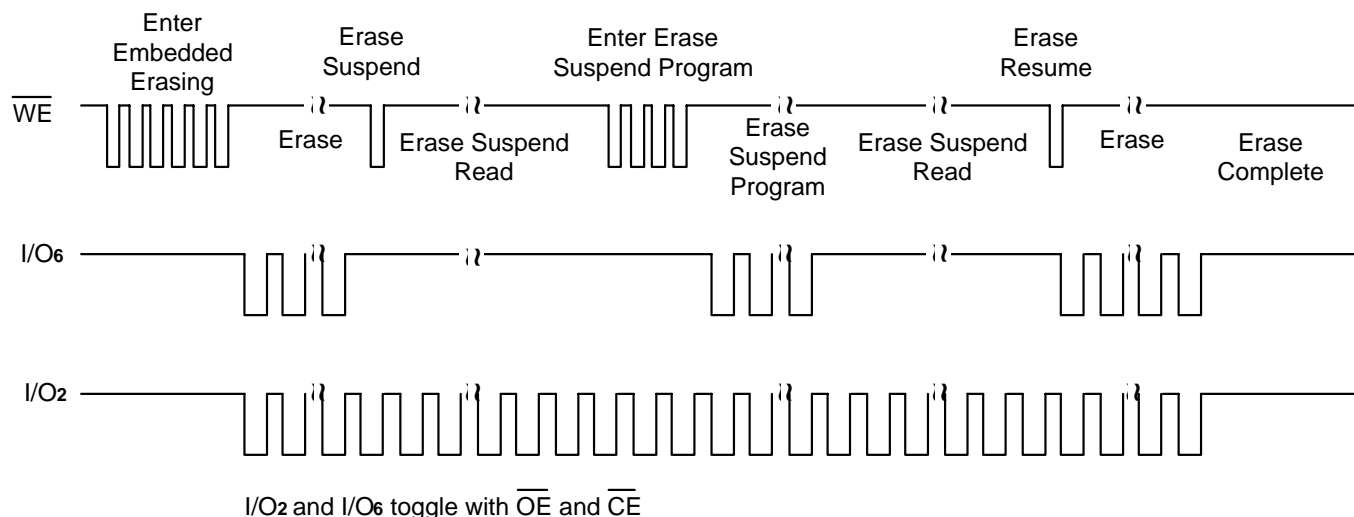 Enter
Embedded
Erasing
Erase
Suspend
Enter Erase
Suspend Program
Erase
Resume
WE
Erase
Erase Suspend
Read
Erase
Suspend
Program
Erase Suspend
Read
Erase
Erase
Complete
I/O6
I/O2
I/O2 and I/O6 toggle with OE and CE